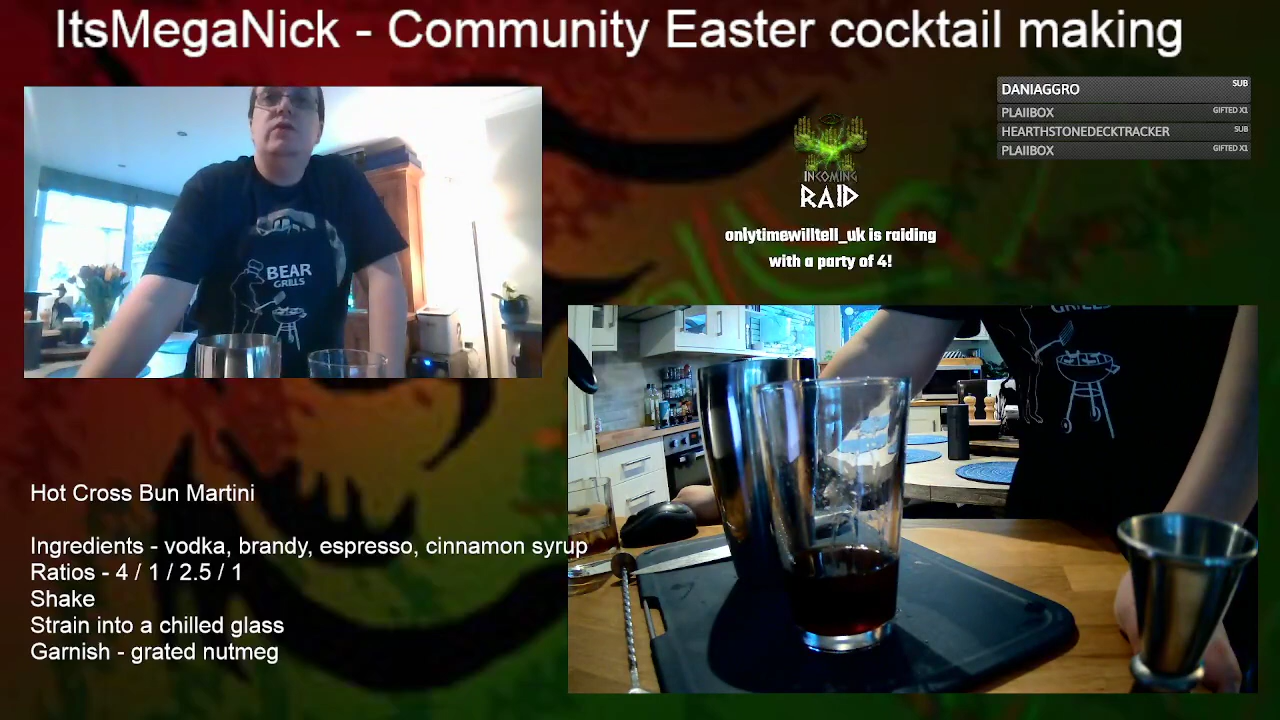 ItsMegaNick - Community Easter cocktail making
DANIAGGRO SUB
PLAIIBOX GIFTED X1
HEARTHSTONEDECKTRACKER SUB
PLAIIBOX GIFTED X1
INCOMING
RAID
onlytimewilltell_uk is raiding
with a party of 4!
BEAR
GRILLS
GRILLS
Hot Cross Bun Martini
Ingredients - vodka, brandy, espresso, cinnamon syrup
Ratios - 4 / 1 / 2.5 / 1
Shake
Strain into a chilled glass
Garnish - grated nutmeg